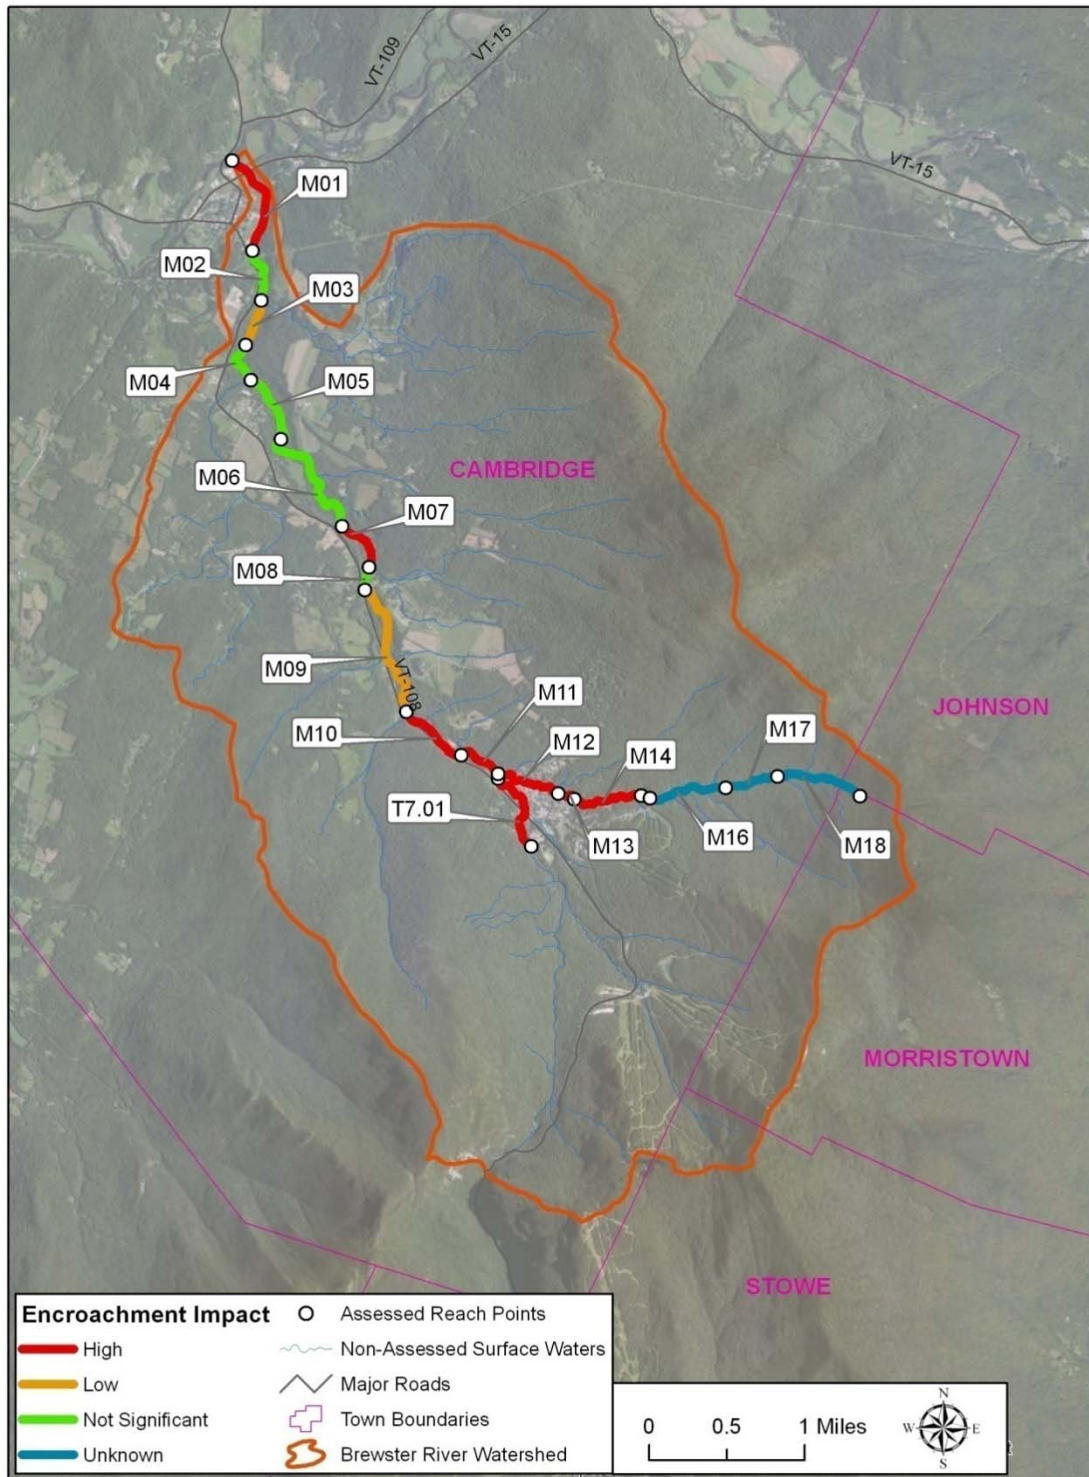 VT-109
VT-15
VT-15
M01
M02
M03
M04
M05
CAMBRIDGE
M06
M07
M08
M09
VT-108
M11
JOHNSON
M10
M12
M17
M14
T7.01
M13
M16
M18
MORRISTOWN
STOWE
Encroachment Impact
High
Low
Not Significant
Unknown
Assessed Reach Points
Non-Assessed Surface Waters
Major Roads
Town Boundaries
Brewster River Watershed
0 0.5 1 Miles
N
W E
S